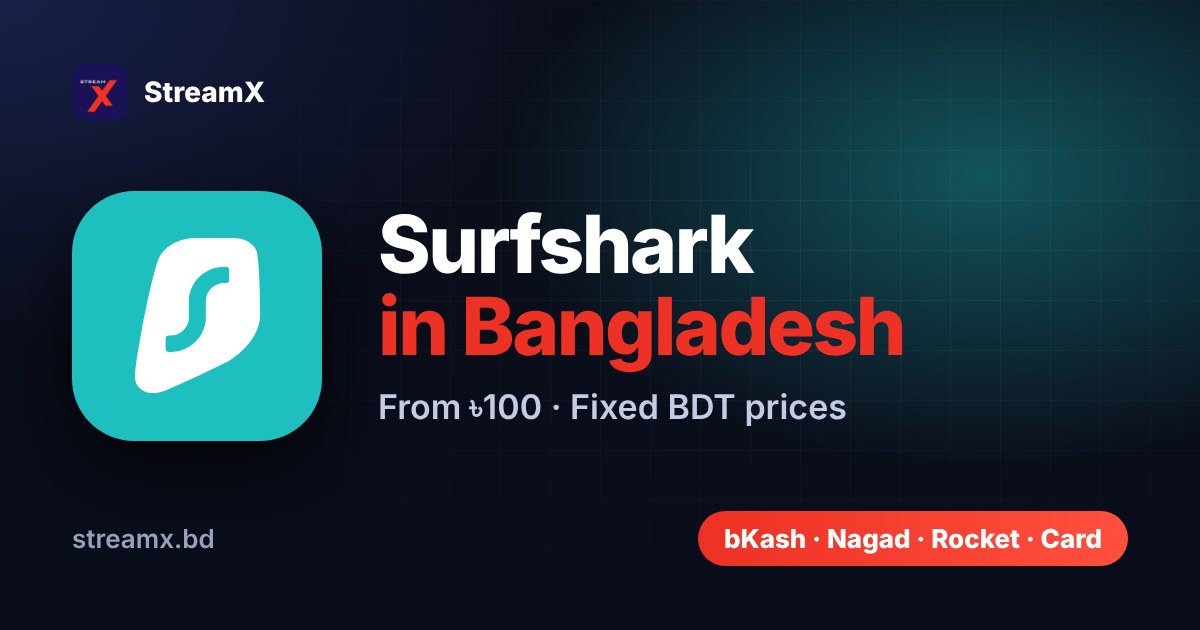 STREAM
X
StreamX
Surfshark
in Bangladesh
From ৳100 · Fixed BDT prices
streamx.bd
bKash · Nagad · Rocket · Card